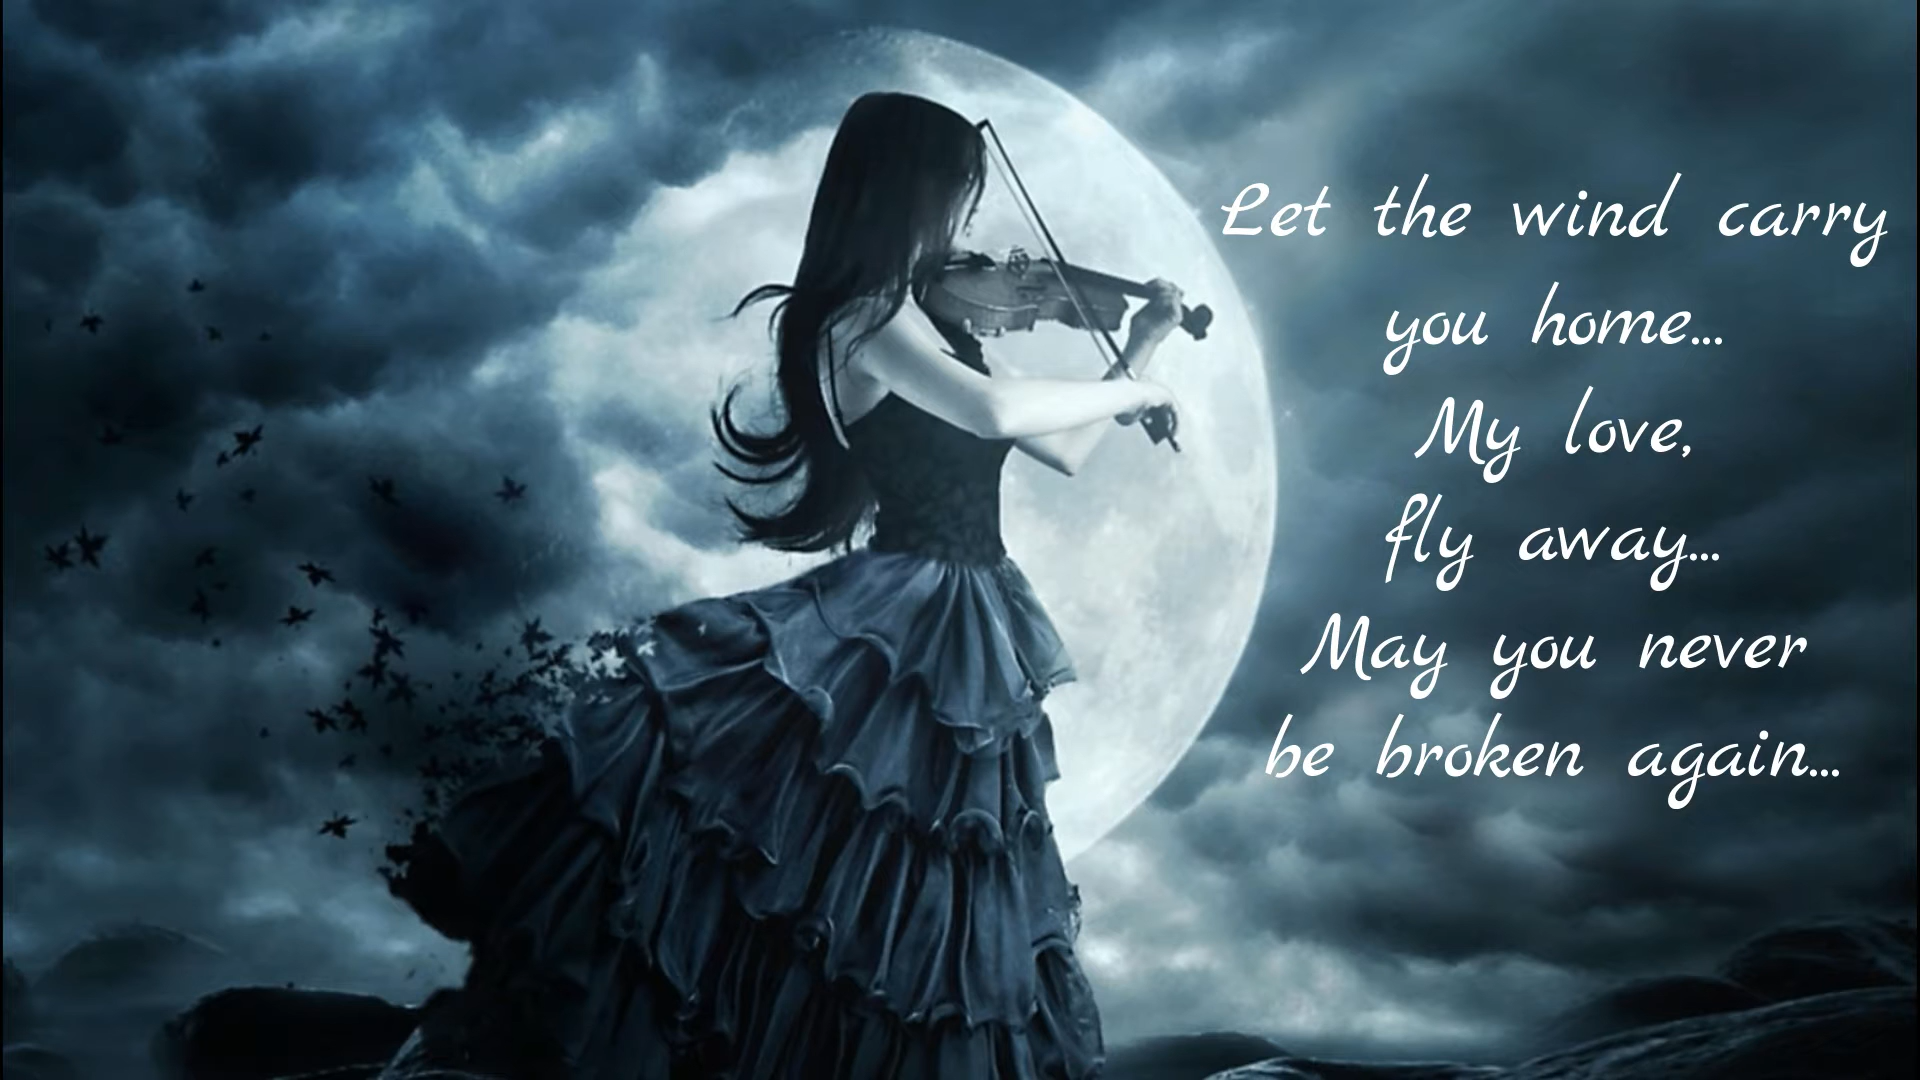 Let the wind carry
you home...
My love,
fly away...
May you never
be broken again...